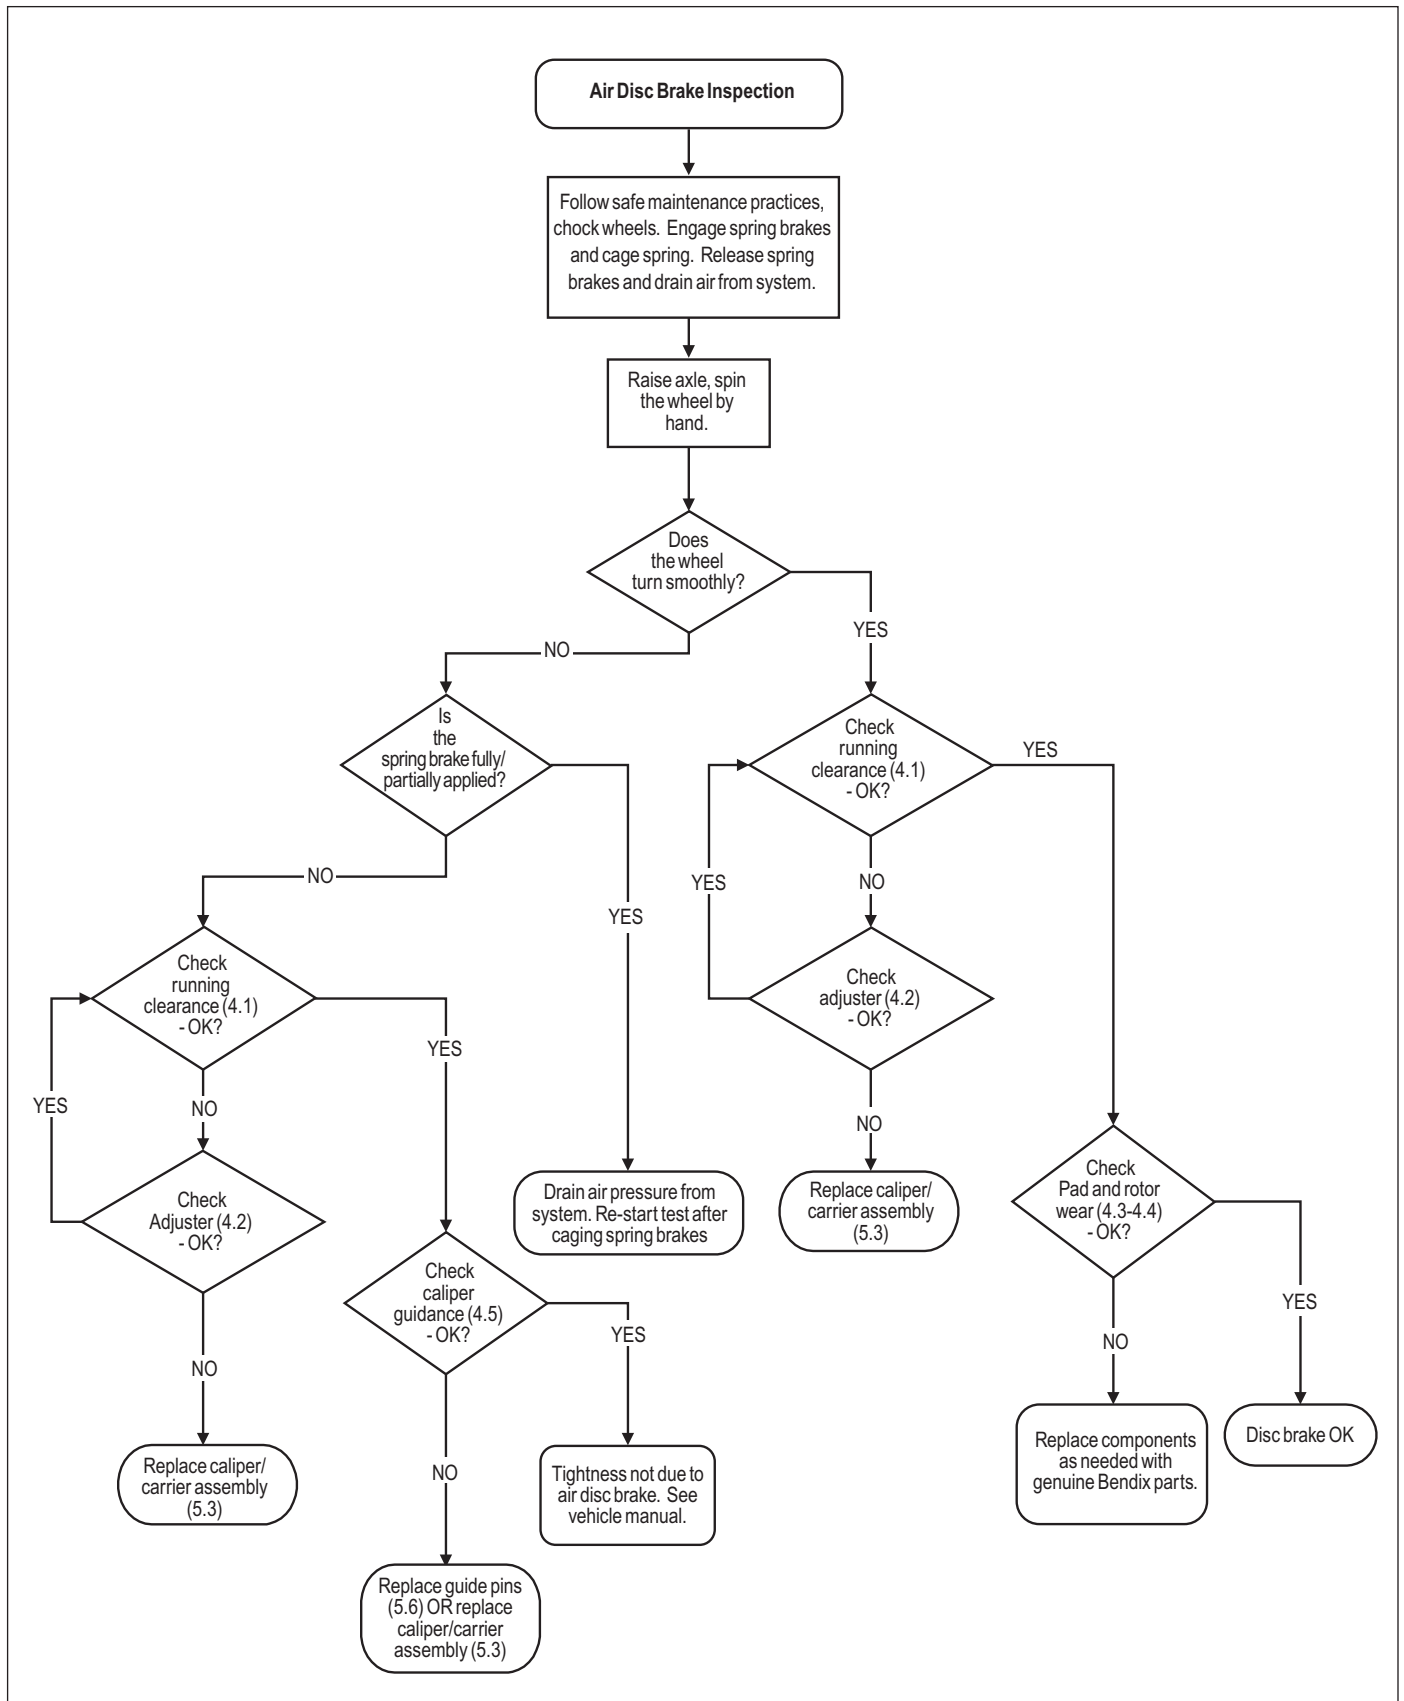 Air Disc Brake Inspection
Follow safe maintenance practices,
chock wheels. Engage spring brakes
and cage spring. Release spring
brakes and drain air from system.
Raise axle, spin
the wheel by
hand.
Does
the wheel
turn smoothly?
NO
YES
Is
the
spring brake fully/
partially applied?
Check
running
clearance (4.1)
- OK?
YES
NO
YES
NO
YES
Check
running
clearance (4.1)
- OK?
Check
adjuster (4.2)
- OK?
YES
YES
NO
NO
Check
Adjuster (4.2)
- OK?
Drain air pressure from
system. Re-start test after
caging spring brakes
Replace caliper/
carrier assembly
(5.3)
Check
Pad and rotor
wear (4.3-4.4)
- OK?
Check
caliper
guidance (4.5)
- OK?
YES
YES
NO
NO
NO
Replace caliper/
carrier assembly
(5.3)
Tightness not due to
air disc brake. See
vehicle manual.
Replace components
as needed with
genuine Bendix parts.
Disc brake OK
Replace guide pins
(5.6) OR replace
caliper/carrier
assembly (5.3)